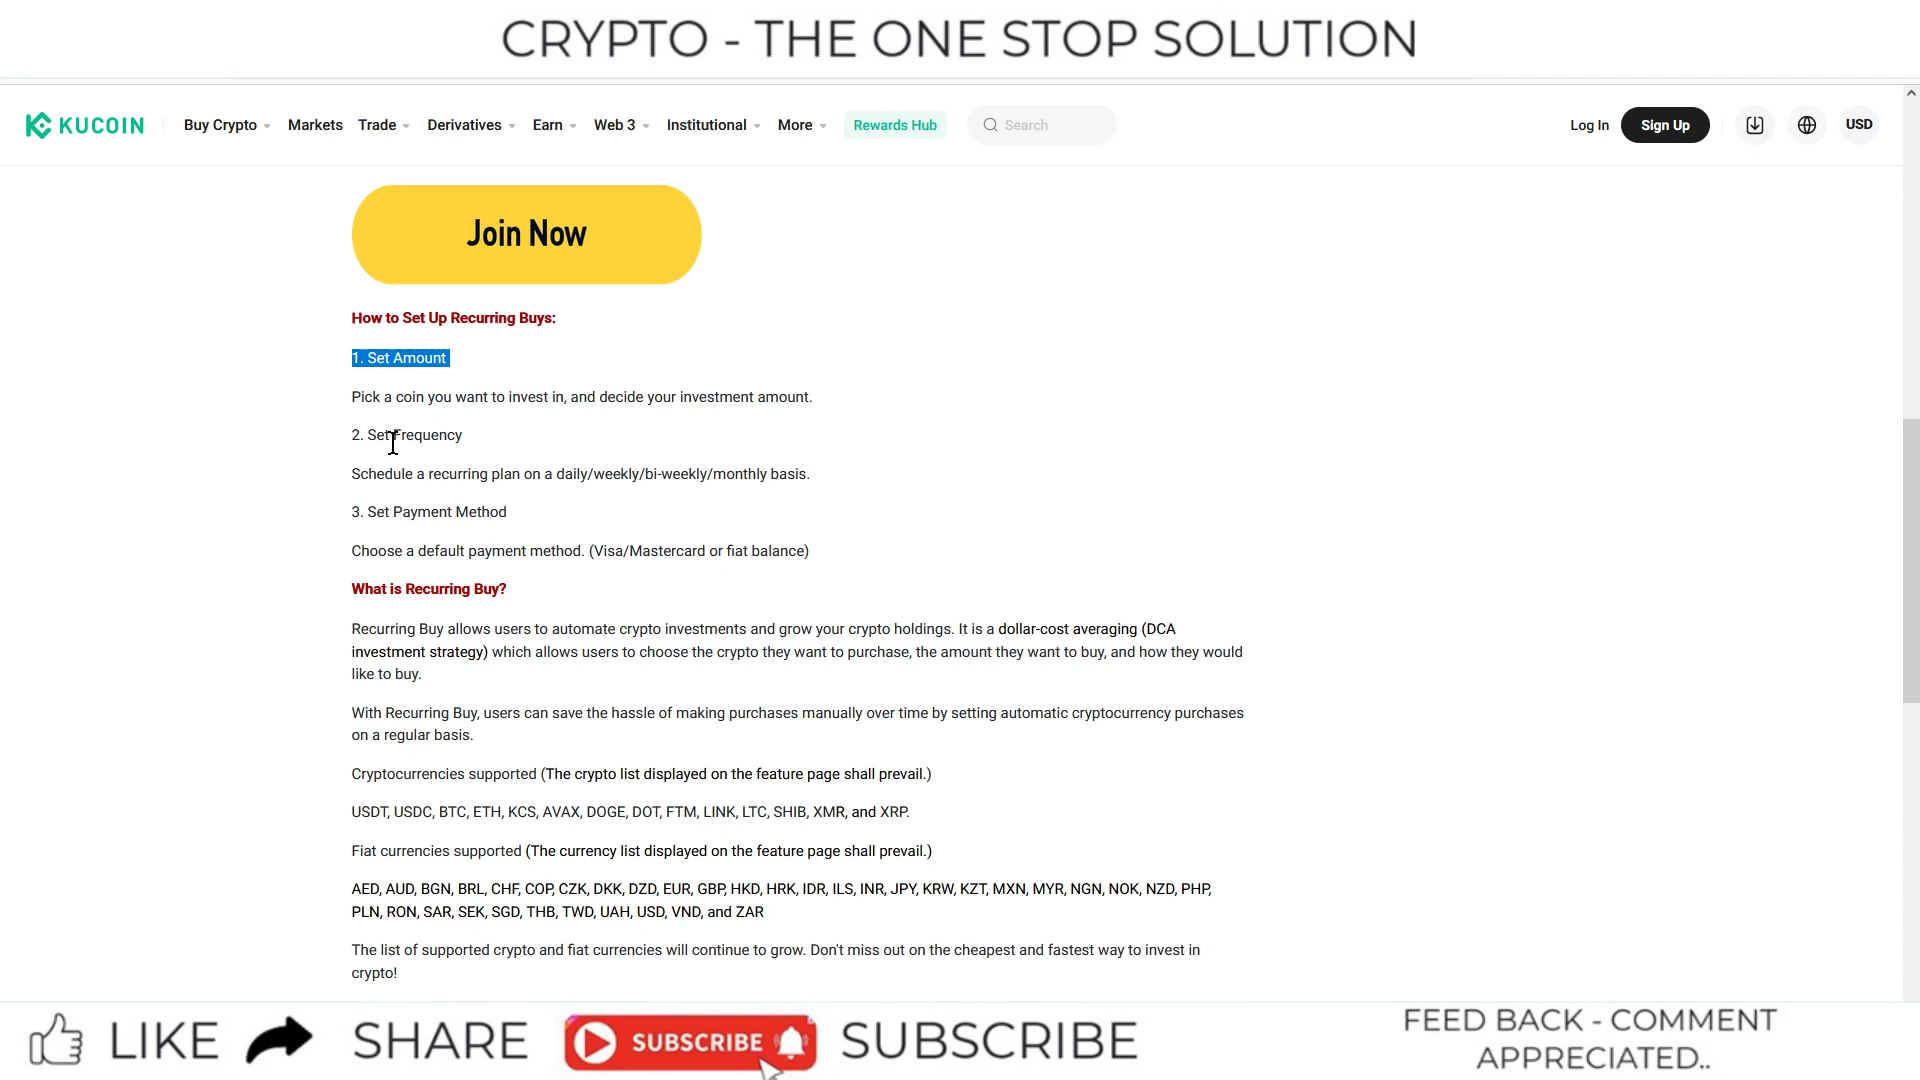 CRYPTO - THE ONE STOP SOLUTION
KUCOIN Buy Crypto Markets Trade Derivatives Earn Web 3 Institutional More Rewards Hub Search Log In Sign Up USD
Join Now
How to Set Up Recurring Buys:
1. Set Amount
Pick a coin you want to invest in, and decide your investment amount.
2. Set Frequency
Schedule a recurring plan on a daily/weekly/bi-weekly/monthly basis.
3. Set Payment Method
Choose a default payment method. (Visa/Mastercard or fiat balance)
What is Recurring Buy?
Recurring Buy allows users to automate crypto investments and grow your crypto holdings. It is a dollar-cost averaging (DCA
investment strategy) which allows users to choose the crypto they want to purchase, the amount they want to buy, and how they would
like to buy.
With Recurring Buy, users can save the hassle of making purchases manually over time by setting automatic cryptocurrency purchases
on a regular basis.
Cryptocurrencies supported (The crypto list displayed on the feature page shall prevail.)
USDT, USDC, BTC, ETH, KCS, AVAX, DOGE, DOT, FTM, LINK, LTC, SHIB, XMR, and XRP.
Fiat currencies supported (The currency list displayed on the feature page shall prevail.)
AED, AUD, BGN, BRL, CHF, COP, CZK, DKK, DZD, EUR, GBP, HKD, HRK, IDR, ILS, INR, JPY, KRW, KZT, MXN, MYR, NGN, NOK, NZD, PHP,
PLN, RON, SAR, SEK, SGD, THB, TWD, UAH, USD, VND, and ZAR
The list of supported crypto and fiat currencies will continue to grow. Don't miss out on the cheapest and fastest way to invest in
crypto!
LIKE SHARE SUBSCRIBE SUBSCRIBE
FEED BACK - COMMENT
APPRECIATED..